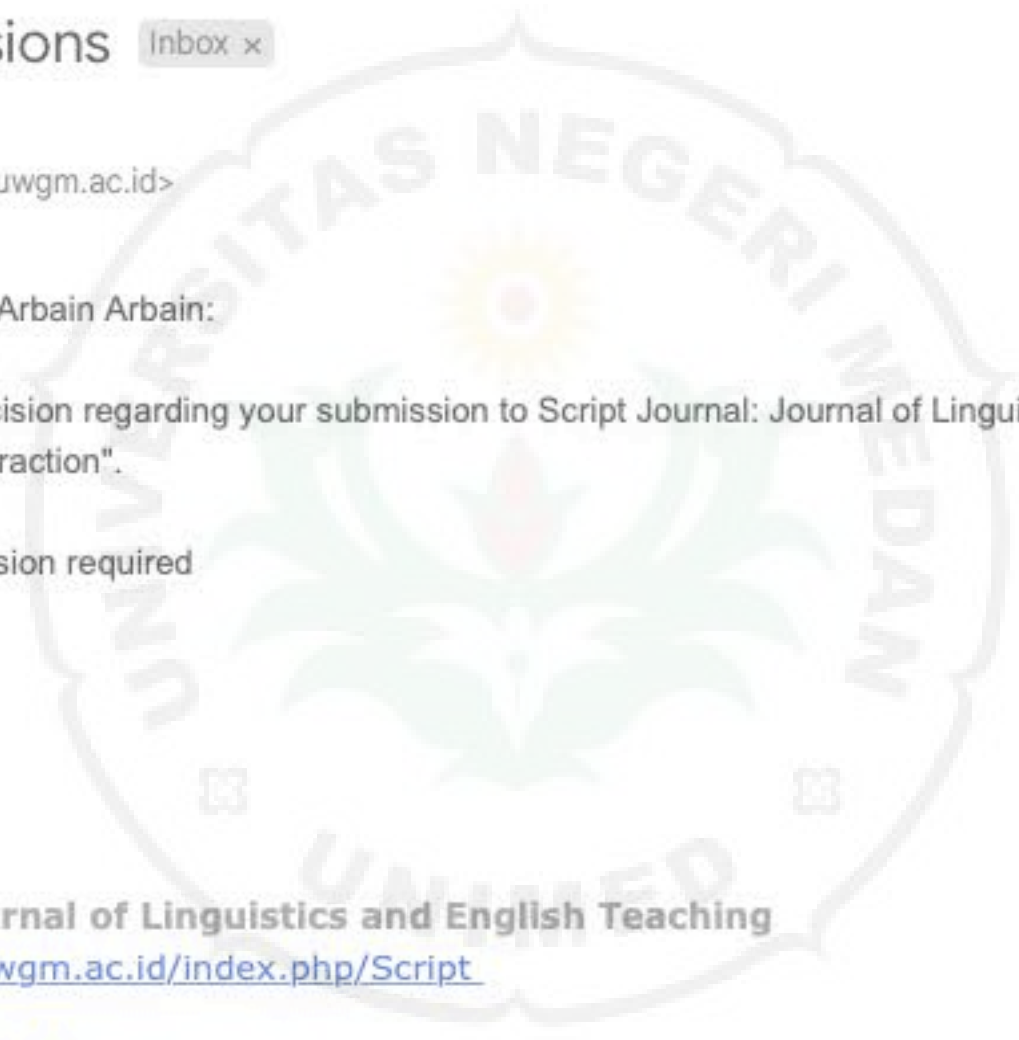 sions Inbox ×
uwgm.ac.id>
Arbain Arbain:
cision regarding your submission to Script Journal: Journal of Lingui
raction".
sion required
UNIVERSITAS NEGERI MEDAN
UNIMED
rnal of Linguistics and English Teaching
wgm.ac.id/index.php/Script